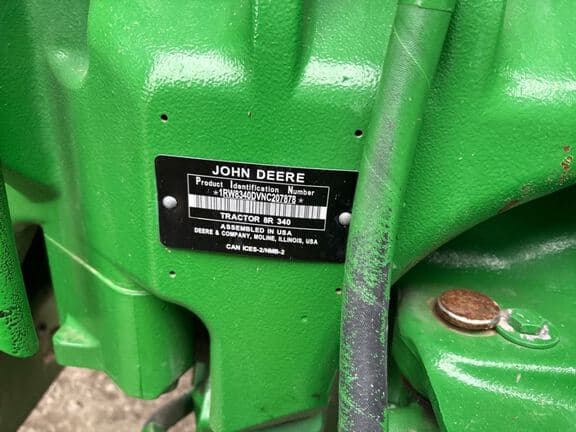 JOHN DEERE
Product Identification Number
*1RW8340DVNC207878*
TRACTOR 8R 340
ASSEMBLED IN USA
DEERE & COMPANY, MOLINE, ILLINOIS, USA
CAN ICES-2/NMB-2